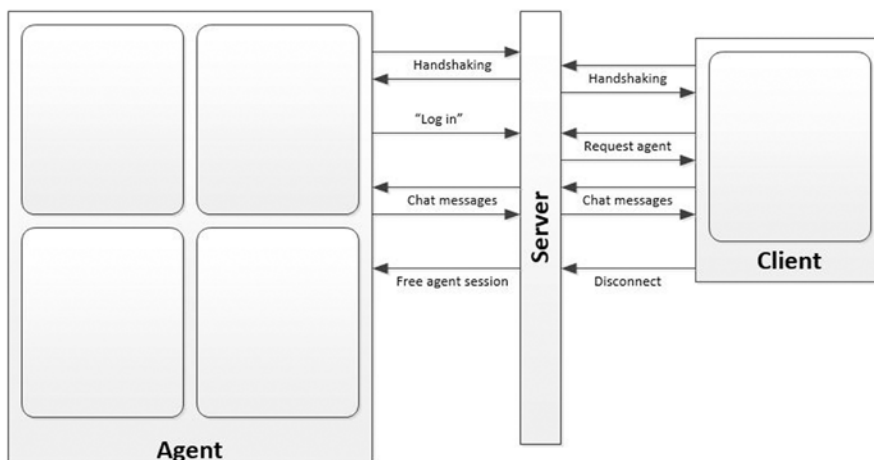 Handshaking
Handshaking
"Log in"
Request agent
Chat messages
Chat messages
Server
Free agent session
Disconnect
Client
Agent